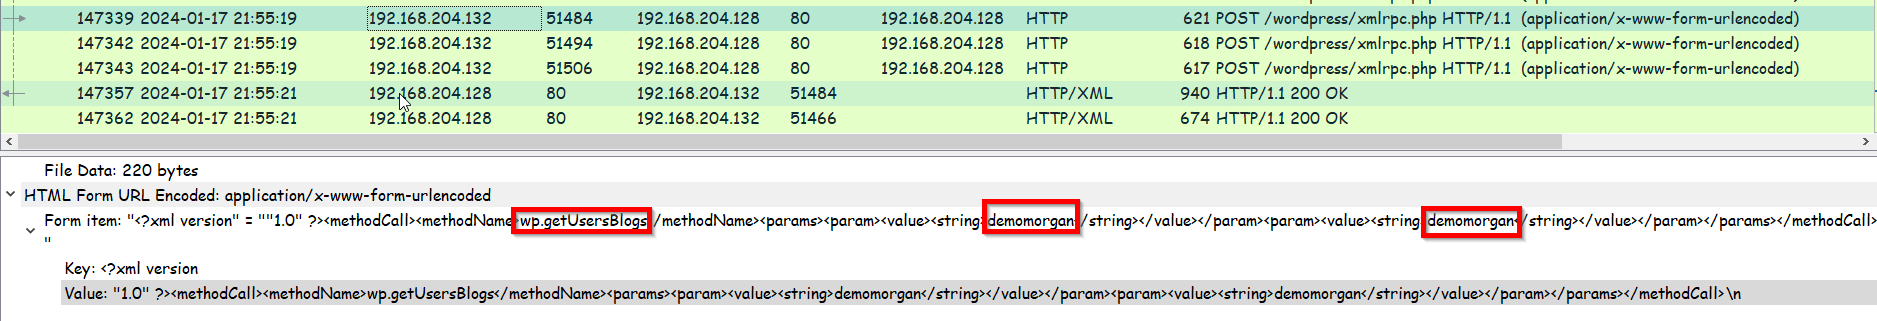 147339 2024-01-17 21:55:19 192.168.204.132 51484 192.168.204.128 80 192.168.204.128 HTTP 621 POST /wordpress/xmlrpc.php HTTP/1.1 (application/x-www-form-urlencoded)
147342 2024-01-17 21:55:19 192.168.204.132 51494 192.168.204.128 80 192.168.204.128 HTTP 618 POST /wordpress/xmlrpc.php HTTP/1.1 (application/x-www-form-urlencoded)
147343 2024-01-17 21:55:19 192.168.204.132 51506 192.168.204.128 80 192.168.204.128 HTTP 617 POST /wordpress/xmlrpc.php HTTP/1.1 (application/x-www-form-urlencoded)
147357 2024-01-17 21:55:21 192.168.204.128 80 192.168.204.132 51484 HTTP/XML 940 HTTP/1.1 200 OK
147362 2024-01-17 21:55:21 192.168.204.128 80 192.168.204.132 51466 HTTP/XML 674 HTTP/1.1 200 OK
File Data: 220 bytes
HTML Form URL Encoded: application/x-www-form-urlencoded
Form item: "<?xml version" = ""1.0" ?><methodCall><methodName>wp.getUsersBlogs</methodName><params><param><value><string>demomorgan</string></value></param><param><value><string>demomorgan</string></value></param></params></methodCall>
"
Key: <?xml version
Value: "1.0" ?><methodCall><methodName>wp.getUsersBlogs</methodName><params><param><value><string>demomorgan</string></value></param><param><value><string>demomorgan</string></value></param></params></methodCall>\n